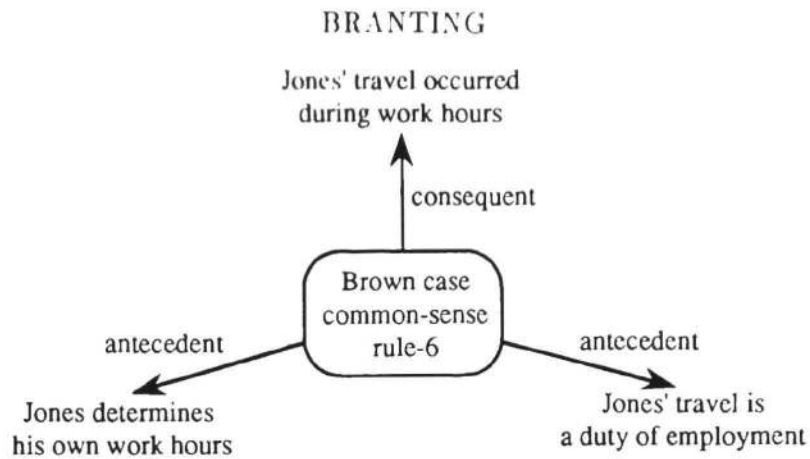 BRANTING
Jones' travel occurred
during work hours
consequent
Brown case
common-sense
rule-6
antecedent
antecedent
Jones determines
his own work hours
Jones' travel is
a duty of employment